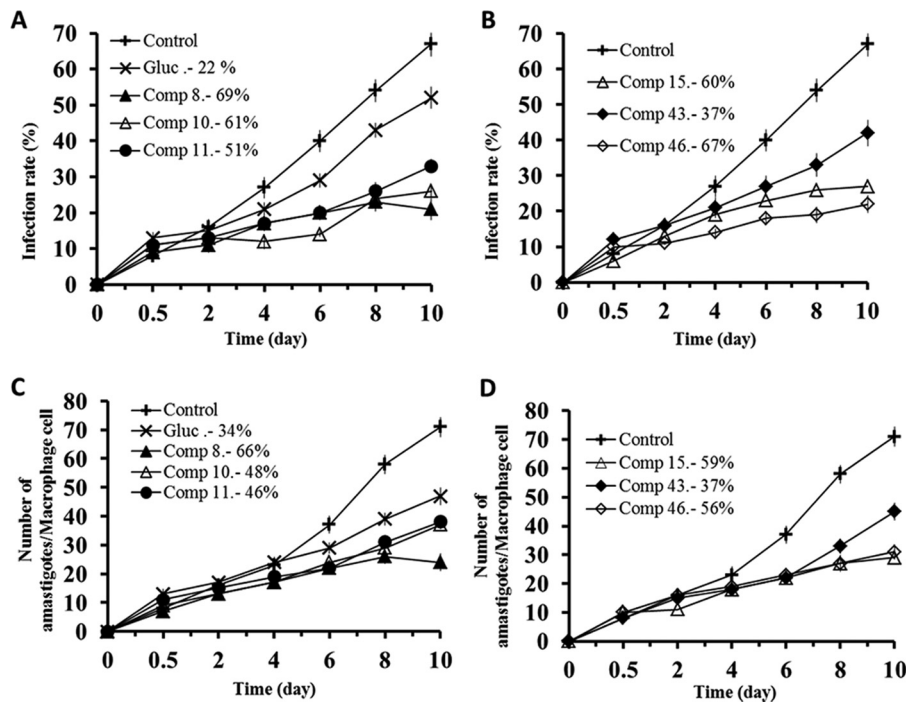 A
Infection rate (%)
70
60
50
40
30
20
10
0
Control
Gluc .- 22 %
Comp 8.- 69%
Comp 10.- 61%
Comp 11.- 51%
0 0.5 2 4 6 8 10
Time (day)
B
Infection rate (%)
70
60
50
40
30
20
10
0
Control
Comp 15.- 60%
Comp 43.- 37%
Comp 46.- 67%
0 0.5 2 4 6 8 10
Time (day)
C
Number of
amastigotes/Macrophage cell
80
70
60
50
40
30
20
10
0
Control
Gluc .- 34%
Comp 8.- 66%
Comp 10.- 48%
Comp 11.- 46%
0 0.5 2 4 6 8 10
Time (day)
D
Number of
amastigotes/Macrophage cell
80
70
60
50
40
30
20
10
0
Control
Comp 15.- 59%
Comp 43.- 37%
Comp 46.- 56%
0 0.5 2 4 6 8 10
Time (day)